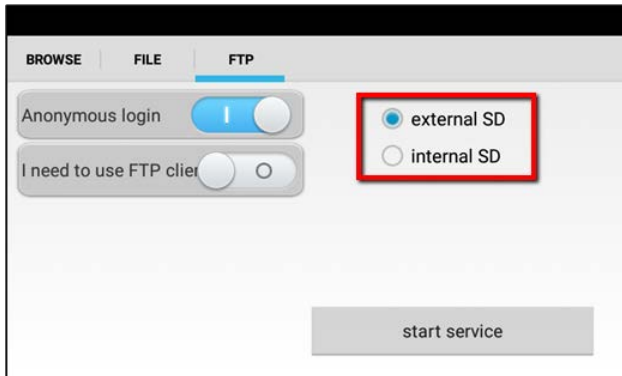 BROWSE FILE FTP
Anonymous login
I need to use FTP clier
external SD
internal SD
start service